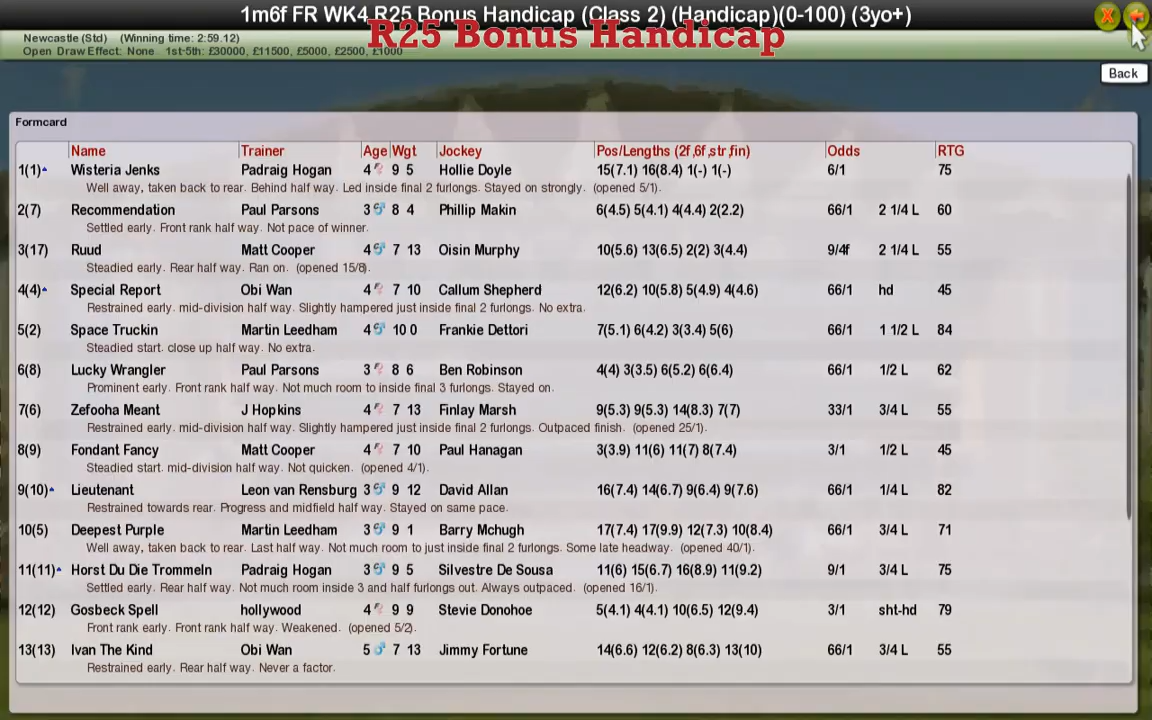 1m6f FR WK4 R25 Bonus Handicap (Class 2) (Handicap)(0-100) (3yo+)
R25 Bonus Handicap
Newcastle (Std) (Winning time: 2:59.12)
Open Draw Effect: None 1st-5th: £30000, £11500, £5000, £2500, £1000
Back
Formcard
Name Trainer Age Wgt Jockey Pos/Lengths (2f,6f,str,fin) Odds RTG
1(1) Wisteria Jenks Padraig Hogan 4 9 5 Hollie Doyle 15(7.1) 16(8.4) 1(-) 1(-) 6/1 75
Well away, taken back to rear. Behind half way. Led inside final 2 furlongs. Stayed on strongly. (opened 5/1).
2(7) Recommendation Paul Parsons 3 8 4 Phillip Makin 6(4.5) 5(4.1) 4(4.4) 2(2.2) 66/1 2 1/4 L 60
Settled early. Front rank half way. Not pace of winner.
3(17) Ruud Matt Cooper 4 7 13 Oisin Murphy 10(5.6) 13(6.5) 2(2) 3(4.4) 9/4f 2 1/4 L 55
Steadied early. Rear half way. Ran on. (opened 15/8).
4(4) Special Report Obi Wan 4 7 10 Callum Shepherd 12(6.2) 10(5.8) 5(4.9) 4(4.6) 66/1 hd 45
Restrained early. mid-division half way. Slightly hampered just inside final 2 furlongs. No extra.
5(2) Space Truckin Martin Leedham 4 10 0 Frankie Dettori 7(5.1) 6(4.2) 3(3.4) 5(6) 66/1 1 1/2 L 84
Steadied start. close up half way. No extra.
6(8) Lucky Wrangler Paul Parsons 3 8 6 Ben Robinson 4(4) 3(3.5) 6(5.2) 6(6.4) 66/1 1/2 L 62
Prominent early. Front rank half way. Not much room to inside final 3 furlongs. Stayed on.
7(6) Zefooha Meant J Hopkins 4 7 13 Finlay Marsh 9(5.3) 9(5.3) 14(8.3) 7(7) 33/1 3/4 L 55
Restrained early. mid-division half way. Slightly hampered just inside final 2 furlongs. Outpaced finish. (opened 25/1).
8(9) Fondant Fancy Matt Cooper 4 7 10 Paul Hanagan 3(3.9) 11(6) 11(7) 8(7.4) 3/1 1/2 L 45
Steadied start. mid-division half way. Not quicken. (opened 4/1).
9(10) Lieutenant Leon van Rensburg 3 9 12 David Allan 16(7.4) 14(6.7) 9(6.4) 9(7.6) 66/1 1/4 L 82
Restrained towards rear. Progress and midfield half way. Stayed on same pace.
10(5) Deepest Purple Martin Leedham 3 9 1 Barry Mchugh 17(7.4) 17(9.9) 12(7.3) 10(8.4) 66/1 3/4 L 71
Well away, taken back to rear. Last half way. Not much room to just inside final 2 furlongs. Some late headway. (opened 40/1).
11(11) Horst Du Die Trommeln Padraig Hogan 3 9 5 Silvestre De Sousa 11(6) 15(6.7) 16(8.9) 11(9.2) 9/1 3/4 L 75
Settled early. Rear half way. Not much room inside 3 and half furlongs out. Always outpaced. (opened 16/1).
12(12) Gosbeck Spell hollywood 4 9 9 Stevie Donohoe 5(4.1) 4(4.1) 10(6.5) 12(9.4) 3/1 sht-hd 79
Front rank early. Front rank half way. Weakened. (opened 5/2).
13(13) Ivan The Kind Obi Wan 5 7 13 Jimmy Fortune 14(6.6) 12(6.2) 8(6.3) 13(10) 66/1 3/4 L 55
Restrained early. Rear half way. Never a factor.